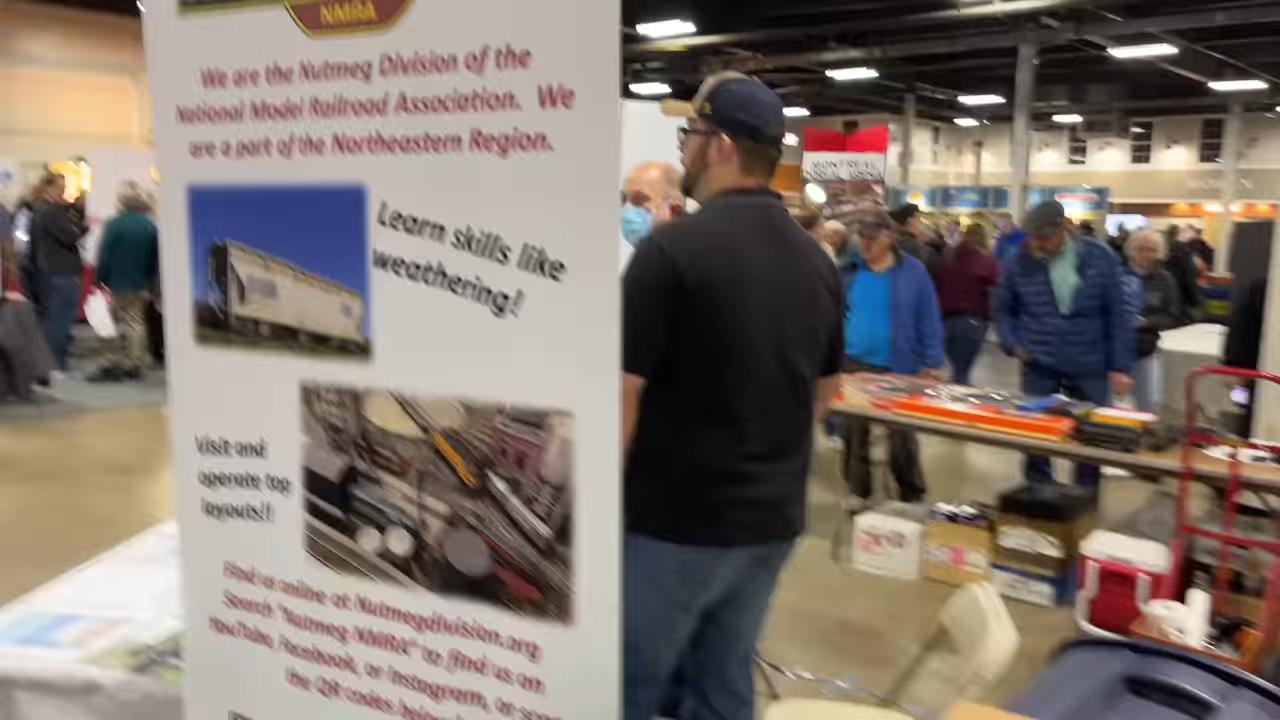 NMRA
We are the Nutmeg Division of the
National Model Railroad Association. We
are a part of the Northeastern Region.
Learn skills like
weathering!
Visit and
operate top
layouts!!
Find us online at Nutmegdivision.org
Search "Nutmeg NMRA" to find us on
YouTube, Facebook, or Instagram, or scan
the QR codes below
MONTREAL